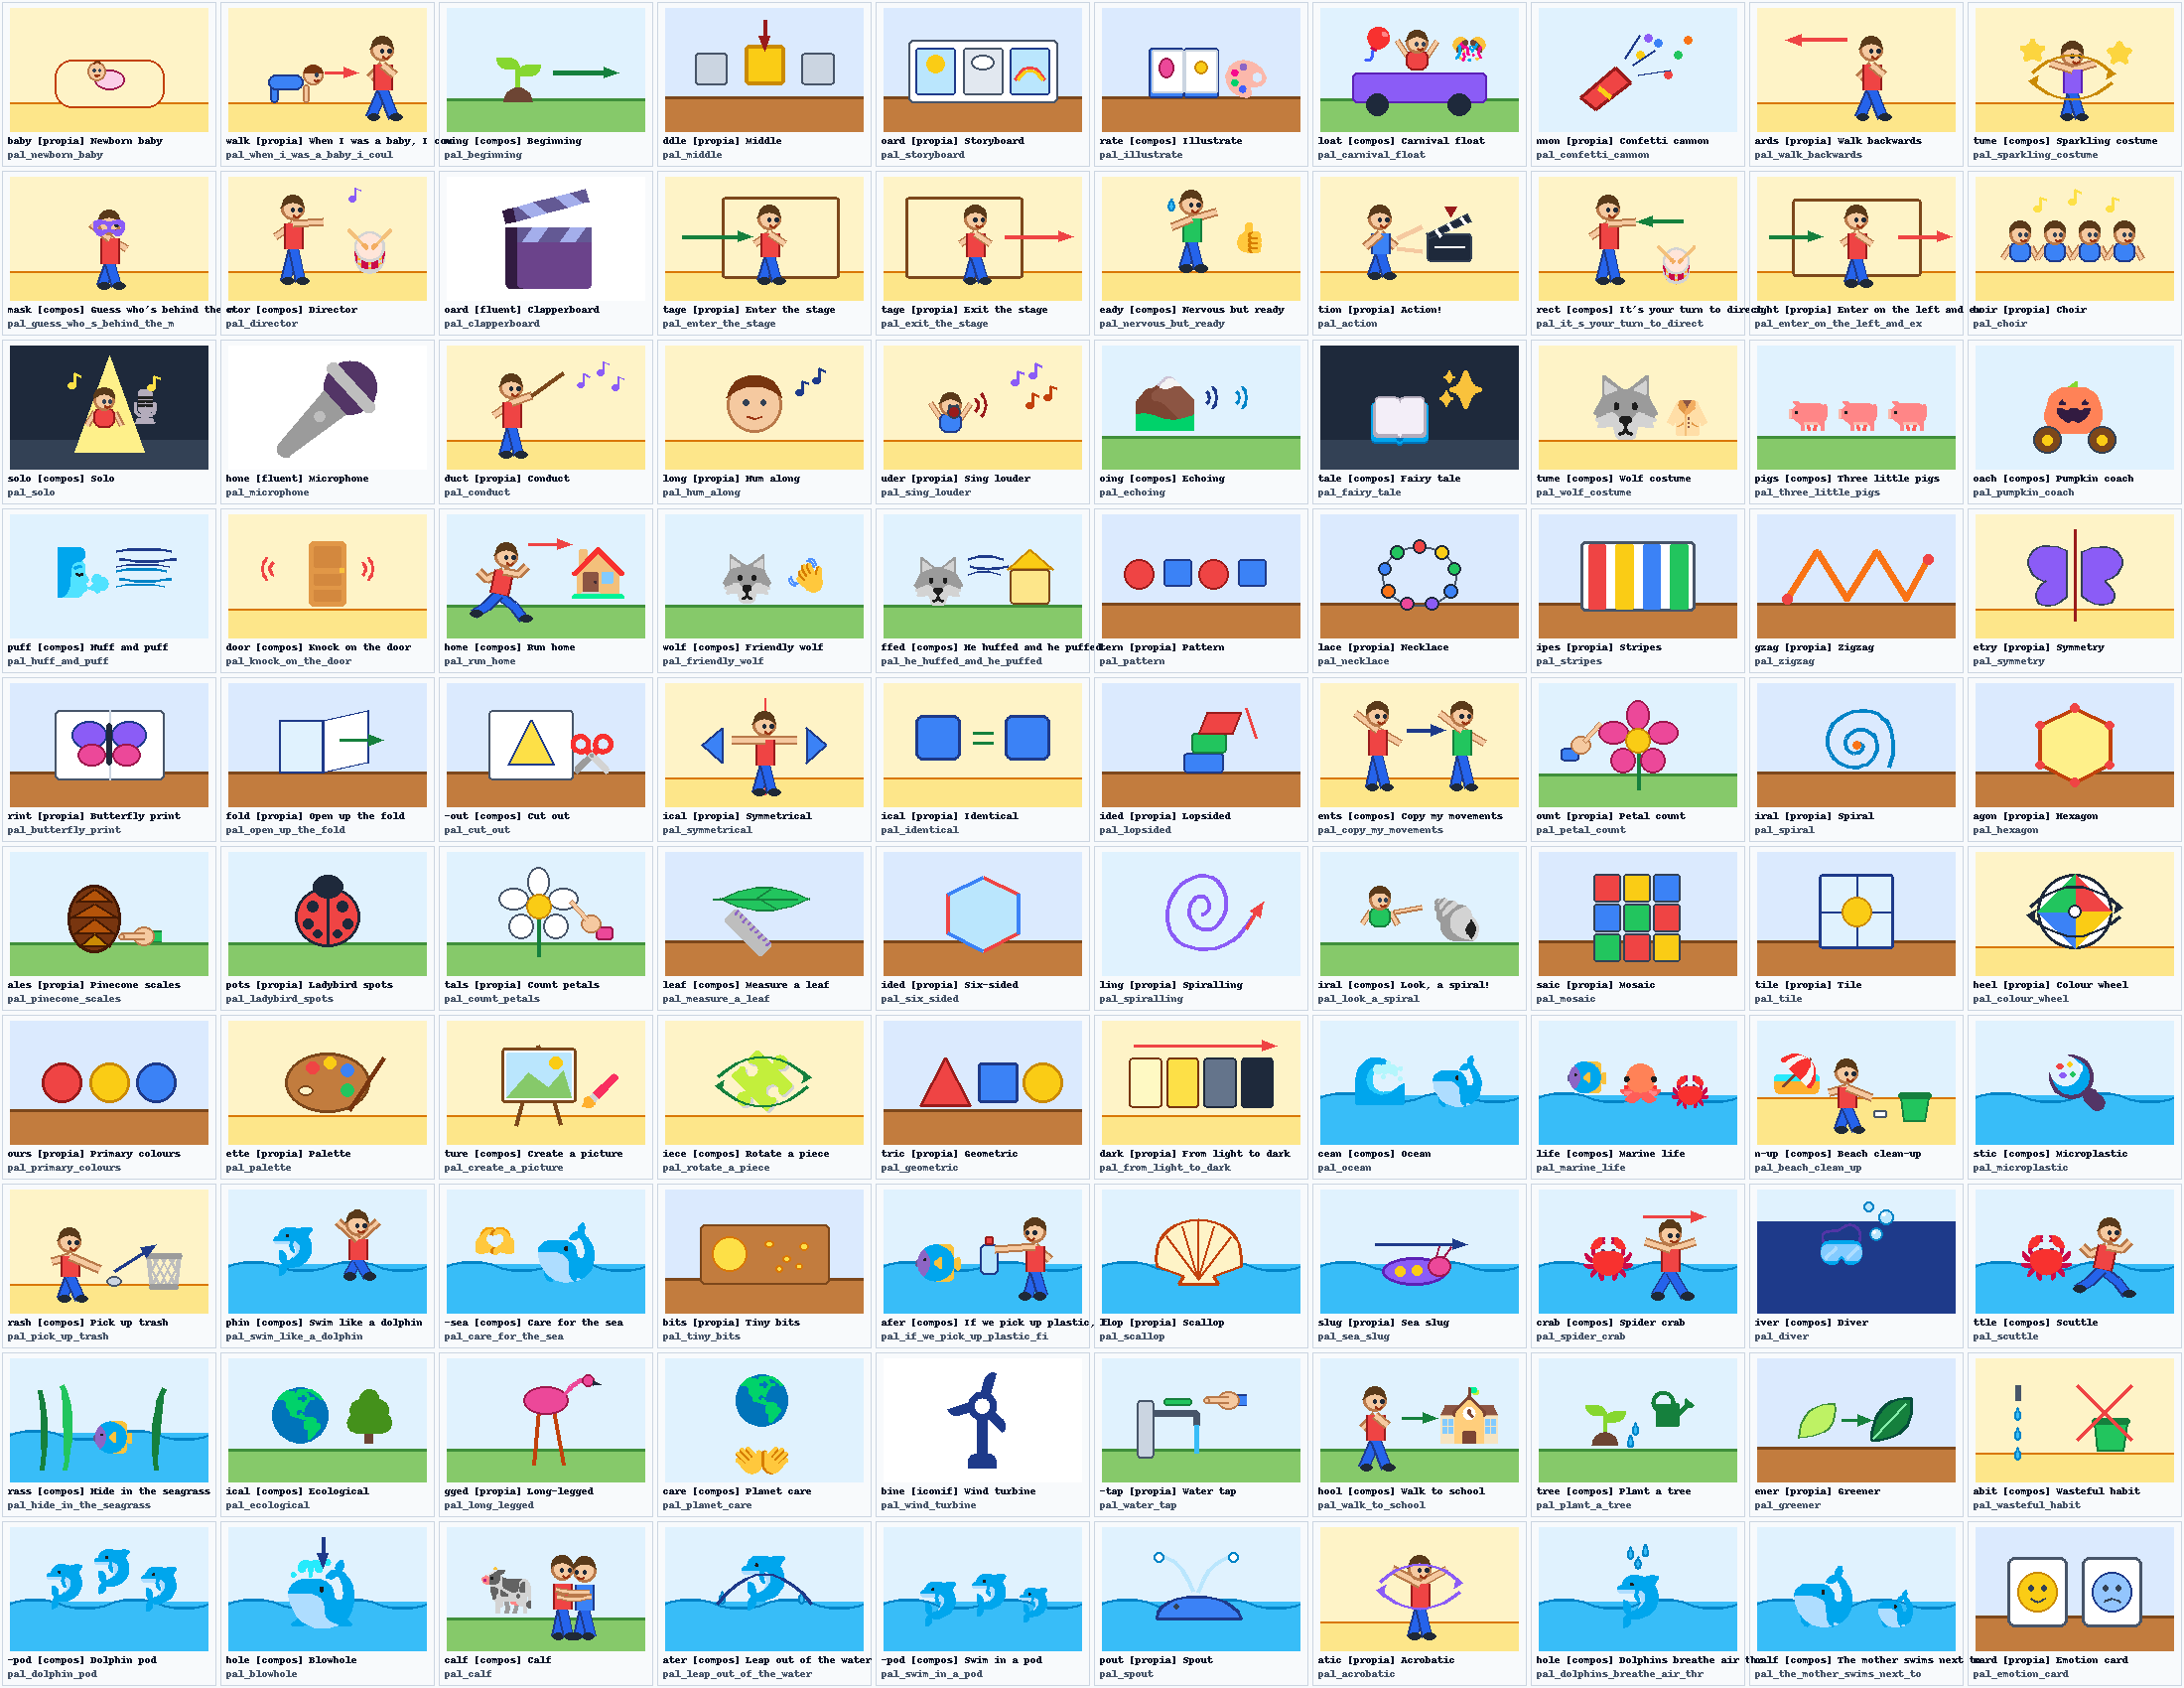 baby [propia] Newborn baby
pal_newborn_baby
walk [propia] When I was a baby, I cou
pal_when_i_was_a_baby_i_coul
ning [compos] Beginning
pal_beginning
ddle [propia] Middle
pal_middle
oard [propia] Storyboard
pal_storyboard
rate [compos] Illustrate
pal_illustrate
loat [compos] Carnival float
pal_carnival_float
nnon [propia] Confetti cannon
pal_confetti_cannon
ards [propia] Walk backwards
pal_walk_backwards
tume [compos] Sparkling costume
pal_sparkling_costume
mask [compos] Guess who's behind the
pal_guess_who_s_behind_the_m
ctor [compos] Director
pal_director
oard [fluent] Clapperboard
pal_clapperboard
tage [propia] Enter the stage
pal_enter_the_stage
tage [propia] Exit the stage
pal_exit_the_stage
eady [compos] Nervous but ready
pal_nervous_but_ready
tion [propia] Action!
pal_action
rect [compos] It's your turn to direc
pal_it_s_your_turn_to_direct
ight [propia] Enter on the left and e
pal_enter_on_the_left_and_ex
hoir [propia] Choir
pal_choir
solo [compos] Solo
pal_solo
hone [fluent] Microphone
pal_microphone
duct [propia] Conduct
pal_conduct
long [propia] Hum along
pal_hum_along
uder [propia] Sing louder
pal_sing_louder
oing [compos] Echoing
pal_echoing
tale [compos] Fairy tale
pal_fairy_tale
tume [compos] Wolf costume
pal_wolf_costume
pigs [compos] Three little pigs
pal_three_little_pigs
oach [compos] Pumpkin coach
pal_pumpkin_coach
puff [compos] Huff and puff
pal_huff_and_puff
door [compos] Knock on the door
pal_knock_on_the_door
home [compos] Run home
pal_run_home
wolf [compos] Friendly wolf
pal_friendly_wolf
ffed [compos] He huffed and he puffed
pal_he_huffed_and_he_puffed
tern [propia] Pattern
pal_pattern
lace [propia] Necklace
pal_necklace
ipes [propia] Stripes
pal_stripes
gzag [propia] Zigzag
pal_zigzag
etry [propia] Symmetry
pal_symmetry
rint [propia] Butterfly print
pal_butterfly_print
fold [propia] Open up the fold
pal_open_up_the_fold
-out [compos] Cut out
pal_cut_out
ical [propia] Symmetrical
pal_symmetrical
ical [propia] Identical
pal_identical
ided [propia] Lopsided
pal_lopsided
ents [compos] Copy my movements
pal_copy_my_movements
ount [propia] Petal count
pal_petal_count
iral [propia] Spiral
pal_spiral
agon [propia] Hexagon
pal_hexagon
ales [propia] Pinecone scales
pal_pinecone_scales
pots [propia] Ladybird spots
pal_ladybird_spots
tals [propia] Count petals
pal_count_petals
leaf [compos] Measure a leaf
pal_measure_a_leaf
ided [propia] Six-sided
pal_six_sided
ling [propia] Spiralling
pal_spiralling
iral [compos] Look, a spiral!
pal_look_a_spiral
saic [propia] Mosaic
pal_mosaic
tile [propia] Tile
pal_tile
heel [propia] Colour wheel
pal_colour_wheel
ours [propia] Primary colours
pal_primary_colours
ette [propia] Palette
pal_palette
ture [compos] Create a picture
pal_create_a_picture
iece [compos] Rotate a piece
pal_rotate_a_piece
tric [propia] Geometric
pal_geometric
dark [propia] From light to dark
pal_from_light_to_dark
cean [compos] Ocean
pal_ocean
life [compos] Marine life
pal_marine_life
n-up [compos] Beach clean-up
pal_beach_clean_up
stic [compos] Microplastic
pal_microplastic
rash [compos] Pick up trash
pal_pick_up_trash
phin [compos] Swim like a dolphin
pal_swim_like_a_dolphin
-sea [compos] Care for the sea
pal_care_for_the_sea
bits [propia] Tiny bits
pal_tiny_bits
afer [compos] If we pick up plastic,
pal_if_we_pick_up_plastic_fi
llop [propia] Scallop
pal_scallop
slug [propia] Sea slug
pal_sea_slug
crab [compos] Spider crab
pal_spider_crab
iver [compos] Diver
pal_diver
ttle [compos] Scuttle
pal_scuttle
rass [compos] Hide in the seagrass
pal_hide_in_the_seagrass
ical [compos] Ecological
pal_ecological
gged [propia] Long-legged
pal_long_legged
care [compos] Planet care
pal_planet_care
bine [iconif] Wind turbine
pal_wind_turbine
-tap [propia] Water tap
pal_water_tap
hool [compos] Walk to school
pal_walk_to_school
tree [compos] Plant a tree
pal_plant_a_tree
ener [propia] Greener
pal_greener
abit [compos] Wasteful habit
pal_wasteful_habit
-pod [compos] Dolphin pod
pal_dolphin_pod
hole [compos] Blowhole
pal_blowhole
calf [compos] Calf
pal_calf
ater [compos] Leap out of the water
pal_leap_out_of_the_water
-pod [compos] Swim in a pod
pal_swim_in_a_pod
pout [propia] Spout
pal_spout
atic [propia] Acrobatic
pal_acrobatic
hole [compos] Dolphins breathe air thr
pal_dolphins_breathe_air_thr
calf [compos] The mother swims next to
pal_the_mother_swims_next_to
card [propia] Emotion card
pal_emotion_card